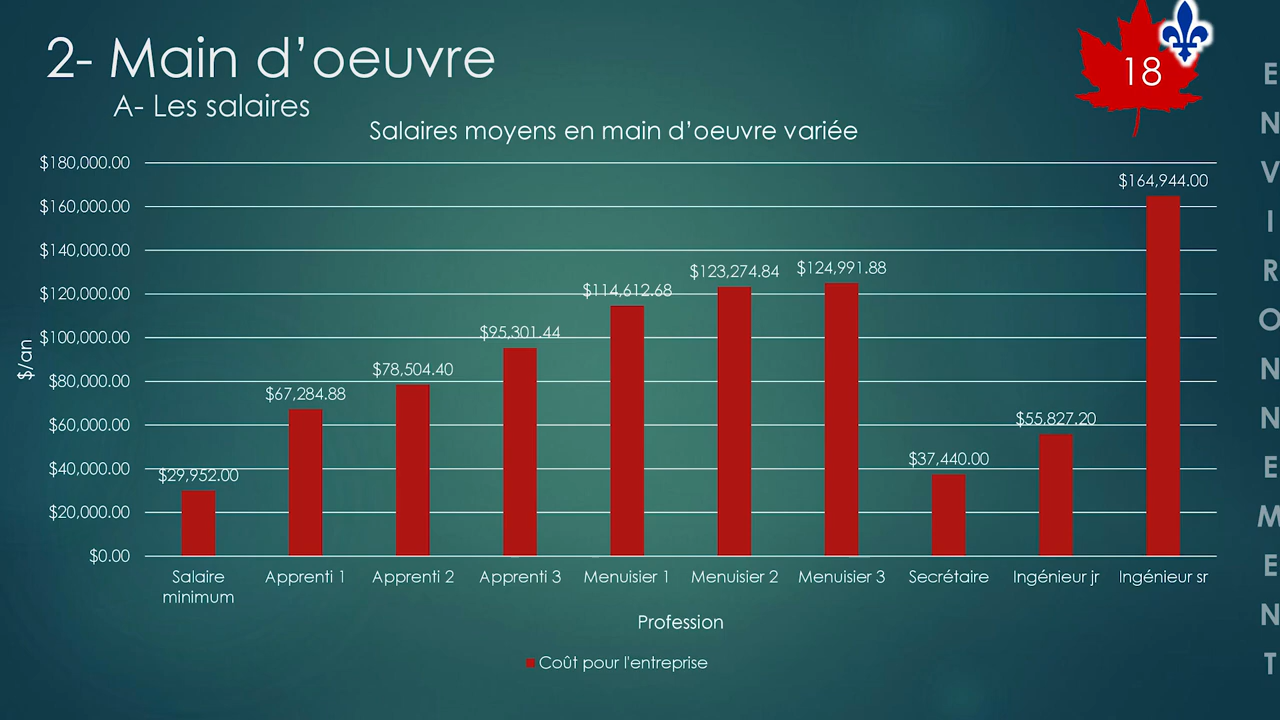 2- Main d’oeuvre
A- Les salaires
18
Salaires moyens en main d’oeuvre variée
$180,000.00
$160,000.00
$140,000.00
$120,000.00
$100,000.00
$80,000.00
$60,000.00
$40,000.00
$20,000.00
$0.00
$/an
$29,952.00
$67,284.88
$78,504.40
$95,301.44
$114,612.68
$123,274.84
$124,991.88
$37,440.00
$55,827.20
$164,944.00
Salaire
minimum
Apprenti 1
Apprenti 2
Apprenti 3
Menuisier 1
Menuisier 2
Menuisier 3
Secrétaire
Ingénieur jr
Ingénieur sr
Profession
Coût pour l'entreprise
ENVIRONNEMENT